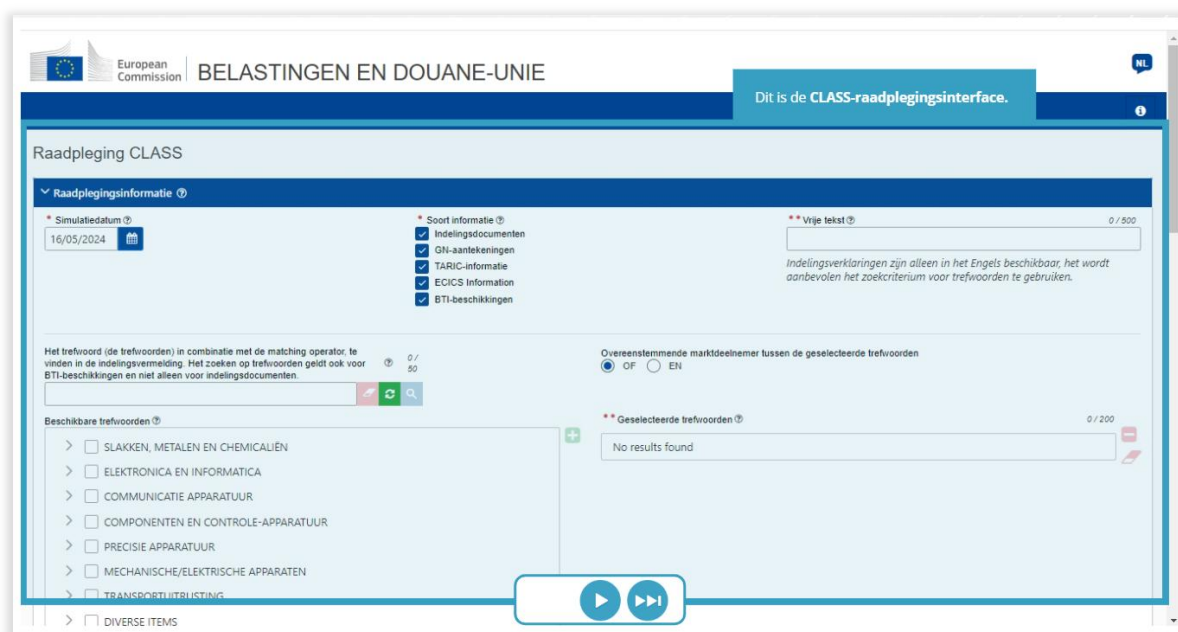 European
Commission
BELASTINGEN EN DOUANE-UNIE
NL
Dit is de CLASS-raadplegingsinterface.
Raadpleging CLASS
Raadplegingsinformatie
* Simulatiedatum
16/05/2024
* Soort informatie
Indelingsdocumenten
GN-aantekeningen
TARIC-informatie
ECICS Information
BTI-beschikkingen
** Vrije tekst
0 / 500
Indelingsverklaringen zijn alleen in het Engels beschikbaar, het wordt
aanbevolen het zoekcriterium voor trefwoorden te gebruiken.
Het trefwoord (de trefwoorden) in combinatie met de matching operator, te
vinden in de indelingsvermelding. Het zoeken op trefwoorden geldt ook voor
BTI-beschikkingen en niet alleen voor indelingsdocumenten.
0 /
50
Overeenstemmende marktdeelnemer tussen de geselecteerde trefwoorden
OF EN
Beschikbare trefwoorden
SLAKKEN, METALEN EN CHEMICALIËN
ELEKTRONICA EN INFORMATICA
COMMUNICATIE APPARATUUR
COMPONENTEN EN CONTROLE-APPARATUUR
PRECISIE APPARATUUR
MECHANISCHE/ELEKTRISCHE APPARATEN
TRANSPORTUITRUSTING
DIVERSE ITEMS
** Geselecteerde trefwoorden
0 / 200
No results found